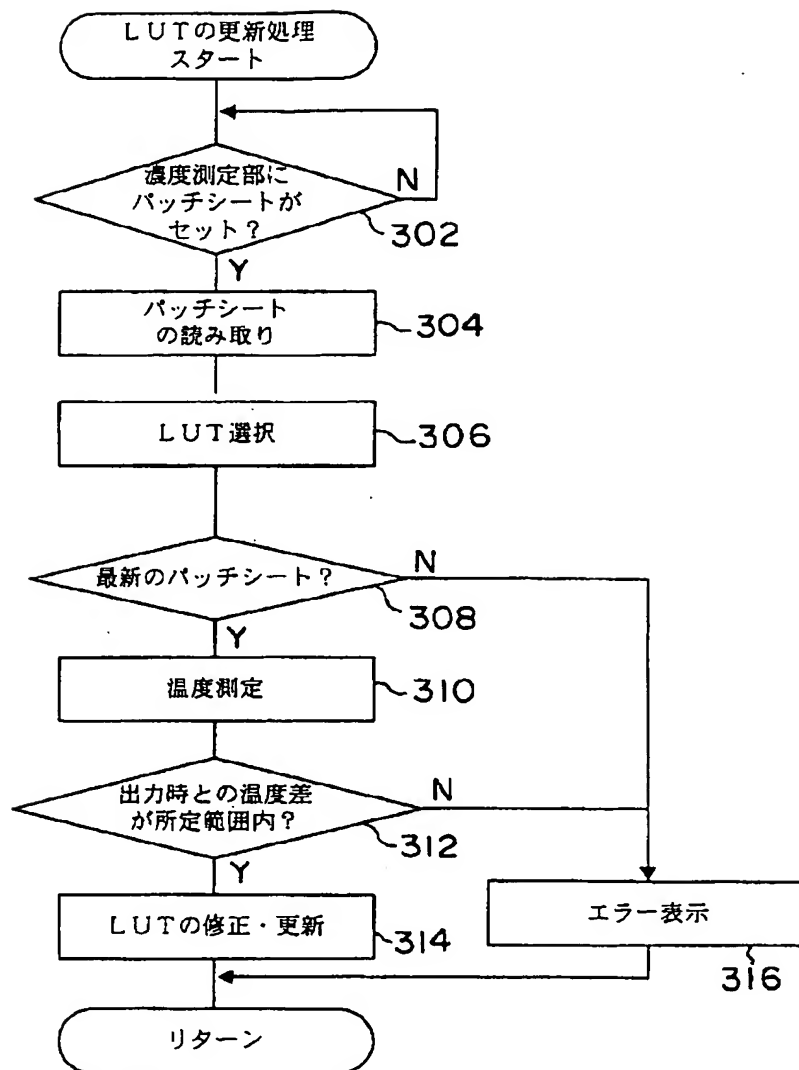 LUTの更新処理
スタート
濃度測定部に
パッチシートが
セット?
N
302
Y
パッチシート
の読み取り
304
LUT選択
306
最新のパッチシート?
N
308
Y
温度測定
310
出力時との温度差
が所定範囲内?
N
312
Y
LUTの修正・更新
314
エラー表示
316
リターン